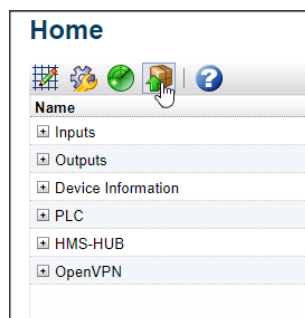 Home
Name
Inputs
Outputs
Device Information
PLC
HMS-HUB
OpenVPN